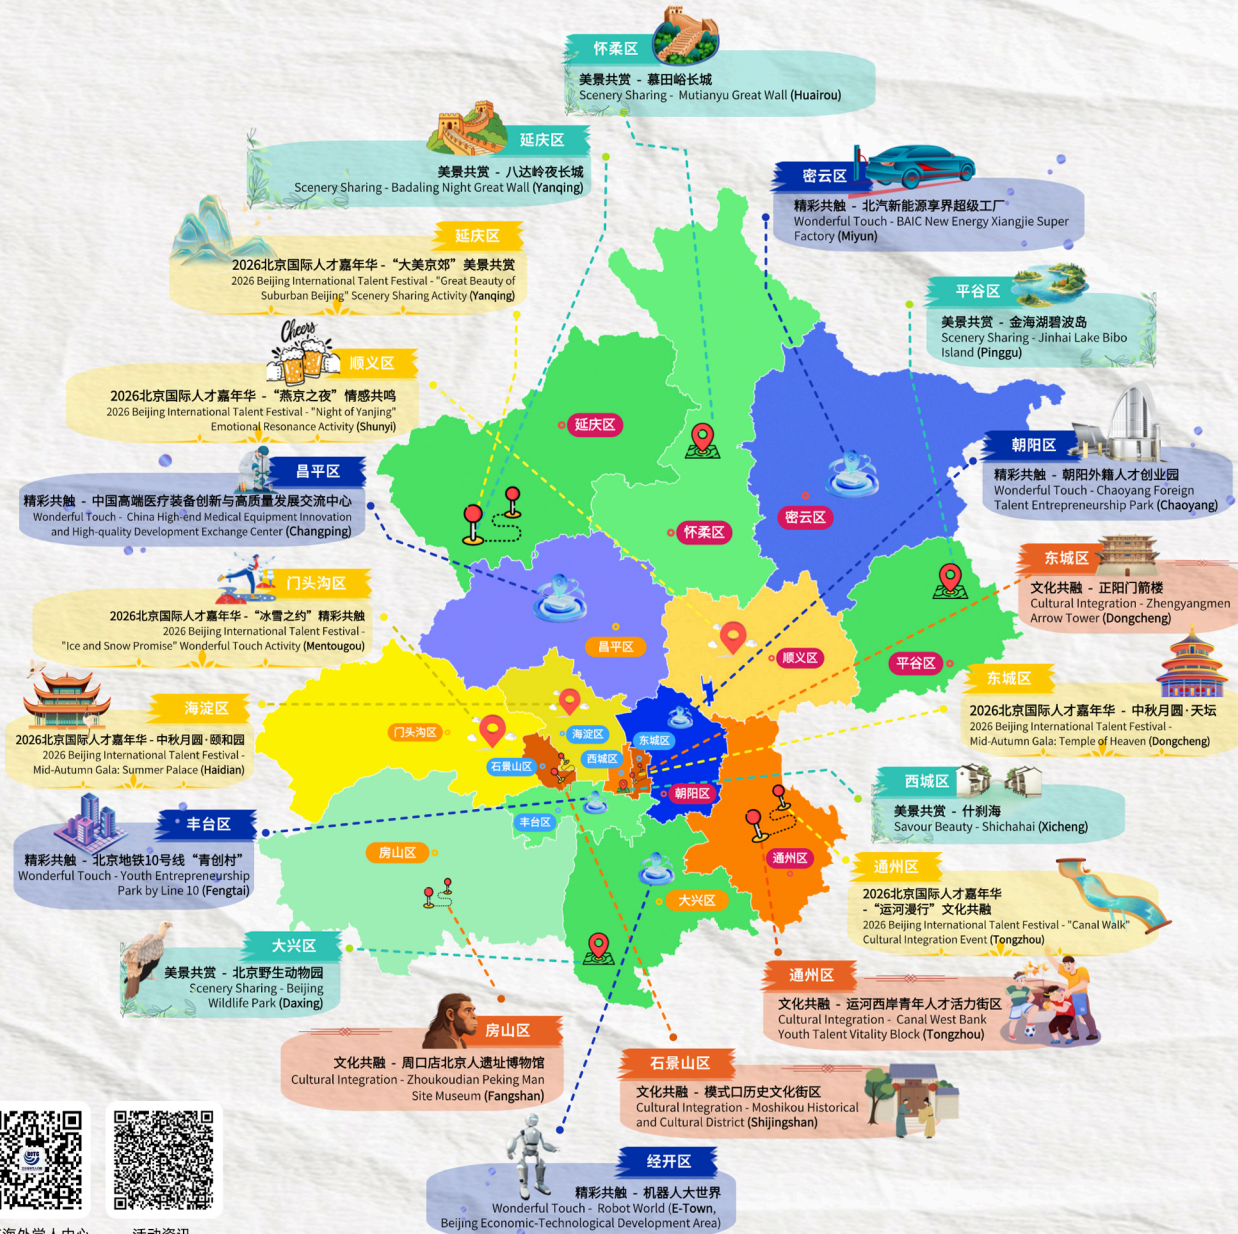 怀柔区
美景共赏 - 慕田峪长城
Scenery Sharing - Mutianyu Great Wall (Huairou)
延庆区
美景共赏 - 八达岭夜长城
Scenery Sharing - Badaling Night Great Wall (Yanqing)
密云区
精彩共触 - 北汽新能源享界超级工厂
Wonderful Touch - BAIC New Energy Xiangjie Super
Factory (Miyun)
延庆区
2026北京国际人才嘉年华 - “大美京郊” 美景共赏
2026 Beijing International Talent Festival - "Great Beauty of
Suburban Beijing" Scenery Sharing Activity (Yanqing)
平谷区
美景共赏 - 金海湖碧波岛
Scenery Sharing - Jinhai Lake Bibo
Island (Pinggu)
Cheers
顺义区
2026北京国际人才嘉年华 - “燕京之夜” 情感共鸣
2026 Beijing International Talent Festival - "Night of Yanjing"
Emotional Resonance Activity (Shunyi)
朝阳区
精彩共触 - 朝阳外籍人才创业园
Wonderful Touch - Chaoyang Foreign
Talent Entrepreneurship Park (Chaoyang)
昌平区
精彩共触 - 中国高端医疗装备创新与高质量发展交流中心
Wonderful Touch - China High-end Medical Equipment Innovation
and High-quality Development Exchange Center (Changping)
东城区
文化共融 - 正阳门箭楼
Cultural Integration - Zhengyangmen
Arrow Tower (Dongcheng)
门头沟区
2026北京国际人才嘉年华 - “冰雪之约” 精彩共触
2026 Beijing International Talent Festival -
"Ice and Snow Promise" Wonderful Touch Activity (Mentougou)
东城区
2026北京国际人才嘉年华 - 中秋月圆·天坛
2026 Beijing International Talent Festival -
Mid-Autumn Gala: Temple of Heaven (Dongcheng)
海淀区
2026北京国际人才嘉年华 - 中秋月圆·颐和园
2026 Beijing International Talent Festival -
Mid-Autumn Gala: Summer Palace (Haidian)
西城区
美景共赏 - 什刹海
Savour Beauty - Shichahai (Xicheng)
丰台区
精彩共触 - 北京地铁10号线 “青创村”
Wonderful Touch - Youth Entrepreneurship
Park by Line 10 (Fengtai)
通州区
2026北京国际人才嘉年华
- “运河漫行” 文化共融
2026 Beijing International Talent Festival - "Canal Walk"
Cultural Integration Event (Tongzhou)
大兴区
美景共赏 - 北京野生动物园
Scenery Sharing - Beijing
Wildlife Park (Daxing)
通州区
文化共融 - 运河西岸青年人才活力街区
Cultural Integration - Canal West Bank
Youth Talent Vitality Block (Tongzhou)
房山区
文化共融 - 周口店北京人遗址博物馆
Cultural Integration - Zhoukoudian Peking Man
Site Museum (Fangshan)
石景山区
文化共融 - 模式口历史文化街区
Cultural Integration - Moshikou Historical
and Cultural District (Shijingshan)
经开区
精彩共触 - 机器人大世界
Wonderful Touch - Robot World (E-Town,
Beijing Economic-Technological Development Area)
延庆区
怀柔区
密云区
昌平区
顺义区
平谷区
门头沟区
海淀区
东城区
西城区
石景山区
朝阳区
丰台区
房山区
通州区
大兴区
海外学人中心
活动资讯